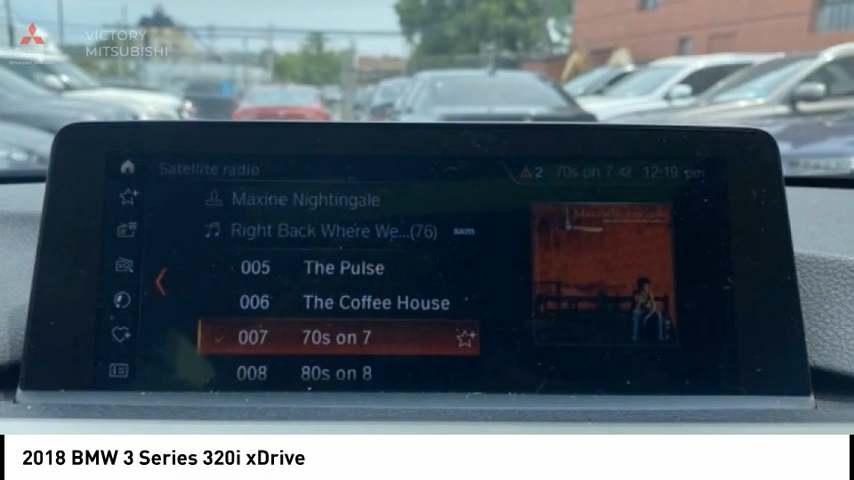 VICTORY
MITSUBISHI
Satellite radio
2 70s on 7 12:19 pm
Maxine Nightingale
Right Back Where We...(76) sxm
005 The Pulse
006 The Coffee House
007 70s on 7
008 80s on 8
2018 BMW 3 Series 320i xDrive